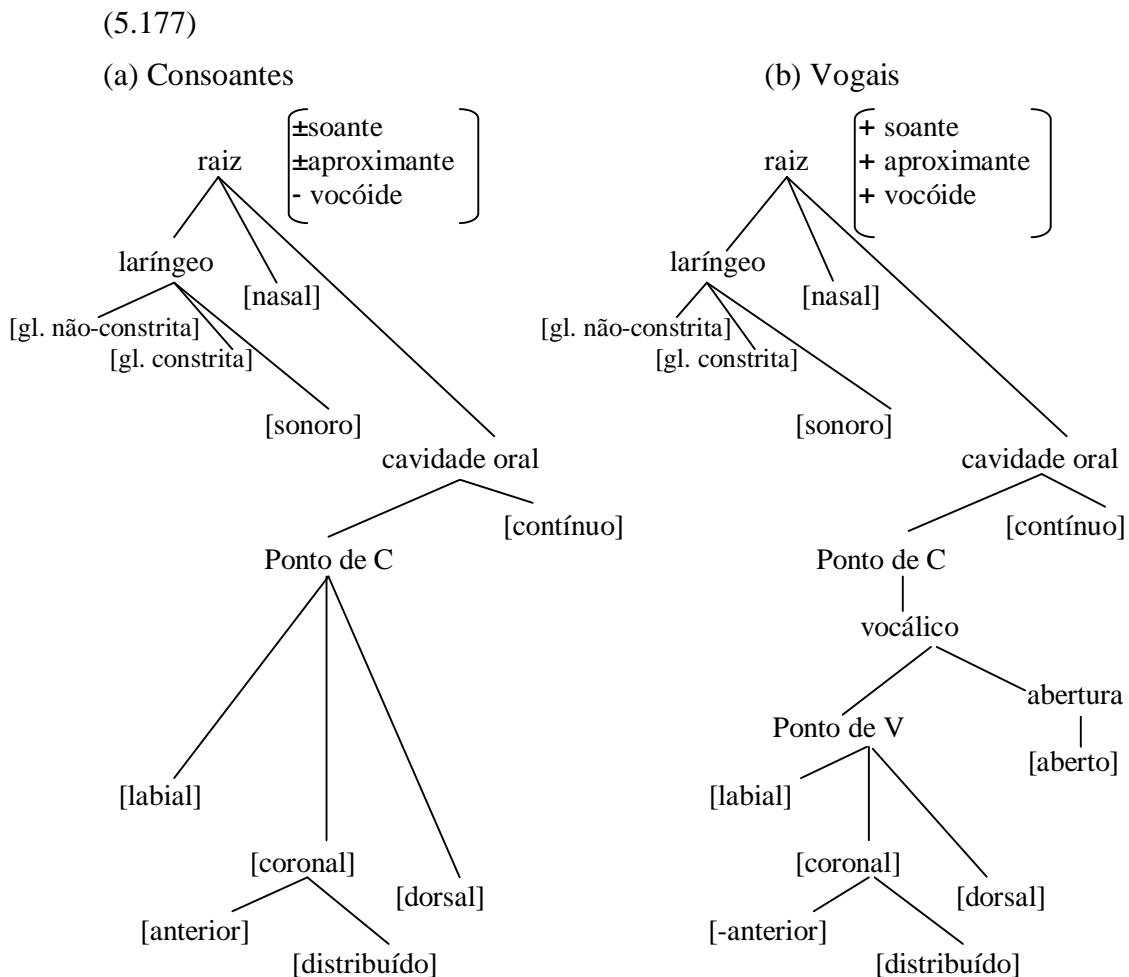 (5.177)
(a) Consoantes
±soante
raiz
±aproximante
- vocóide
laríngeo
[nasal]
[gl. não-constrita]
[gl. constrita]
[sonoro]
cavidade oral
[contínuo]
Ponto de C
[labial]
[coronal]
[dorsal]
[anterior]
[distribuído]
(b) Vogais
+ soante
raiz
+ aproximante
+ vocóide
laríngeo
[nasal]
[gl. não-constrita]
[gl. constrita]
[sonoro]
cavidade oral
[contínuo]
Ponto de C
vocálico
abertura
Ponto de V
[aberto]
[labial]
[coronal]
[dorsal]
[-anterior]
[distribuído]